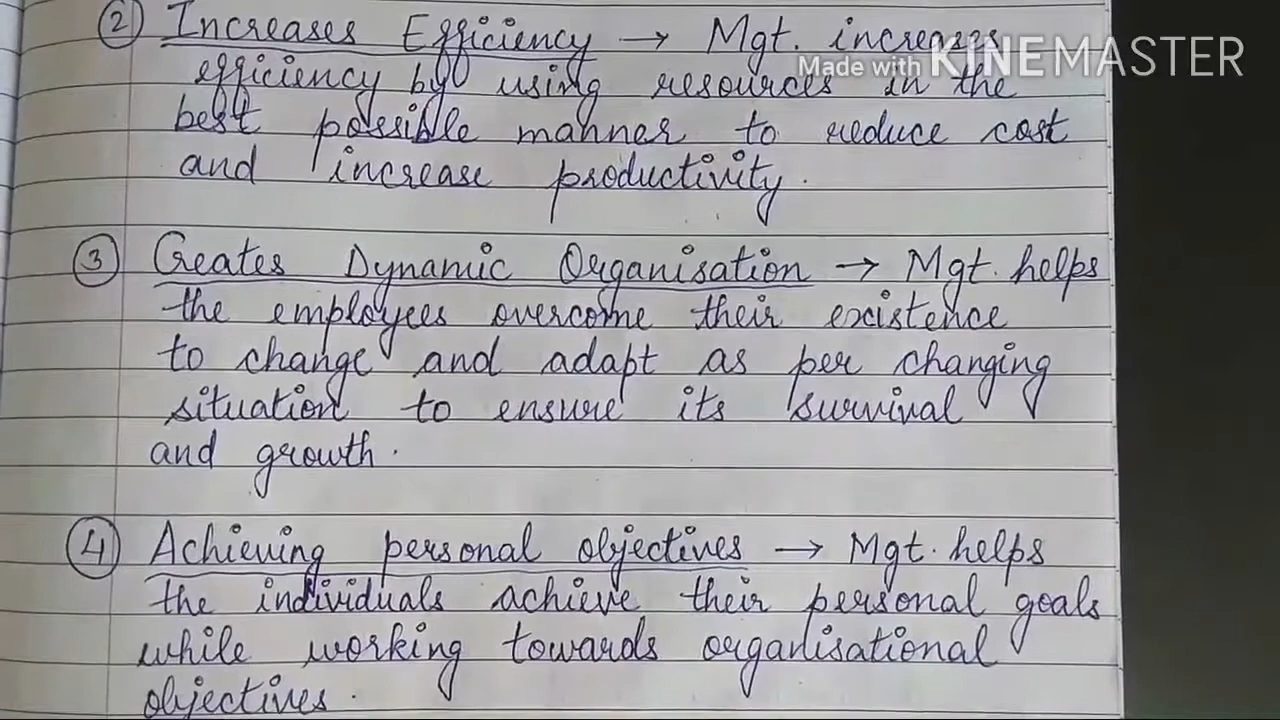 ② Increases Efficiency → Mgt. increases
Made with KINEMASTER
efficiency by using resources in the
best possible manner to reduce cost
and increase productivity.
③ Creates Dynamic Organisation → Mgt. helps
the employees overcome their existence
to change and adapt as per changing
situation to ensure its survival
and growth.
④ Achieving personal objectives → Mgt. helps
the individuals achieve their personal goals
while working towards organisational
objectives.